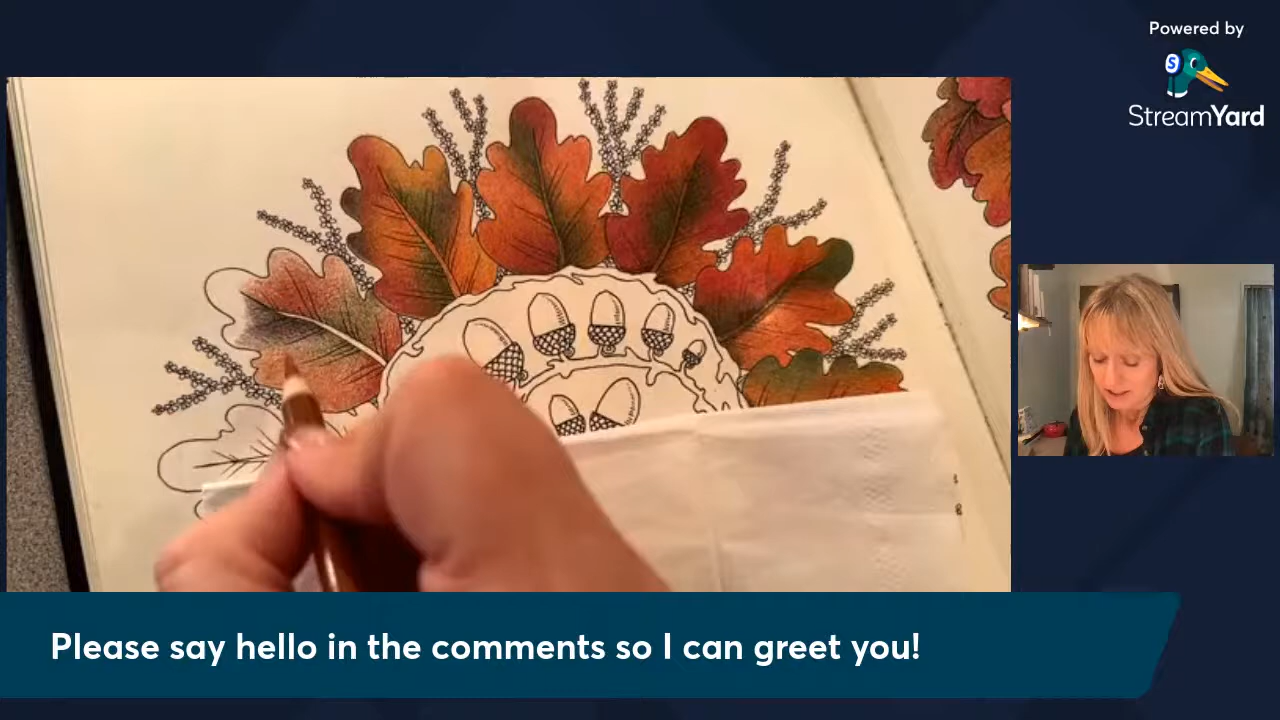 Powered by
S
StreamYard
Please say hello in the comments so I can greet you!